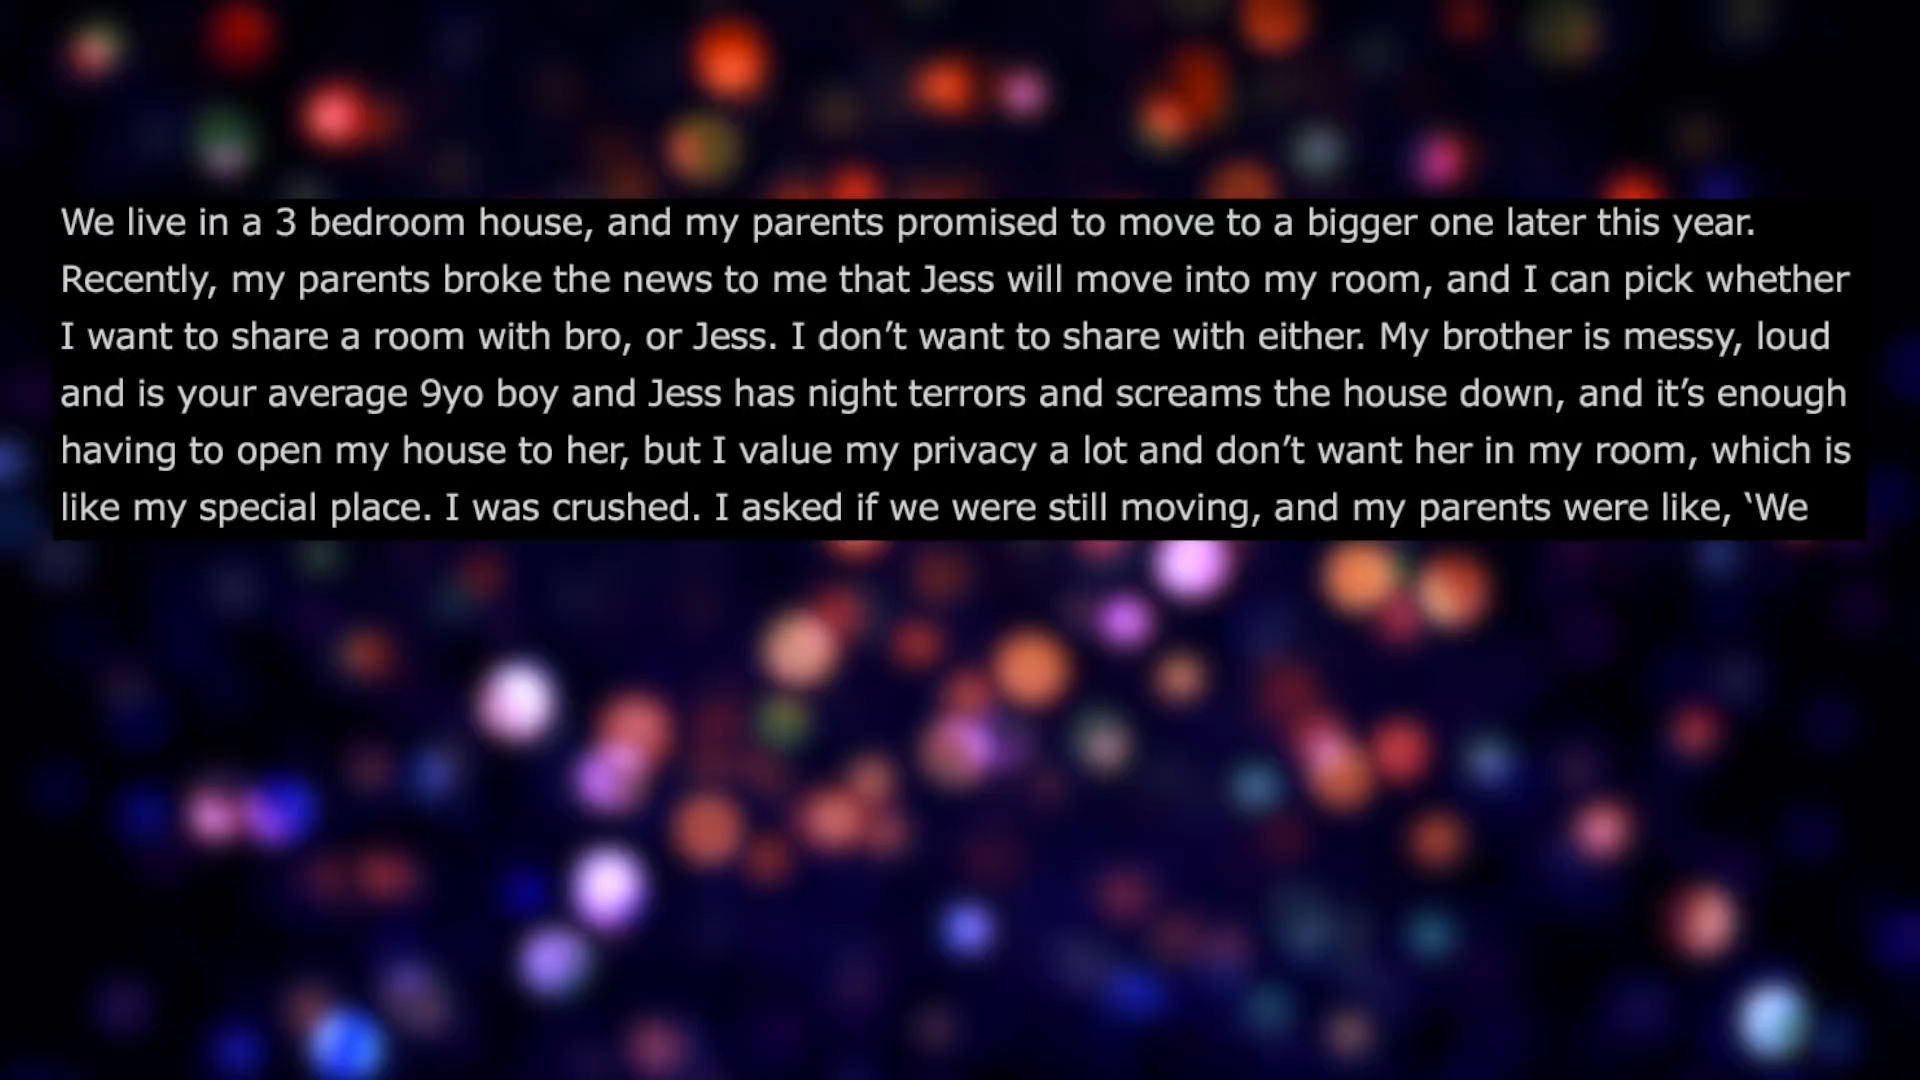 We live in a 3 bedroom house, and my parents promised to move to a bigger one later this year.
Recently, my parents broke the news to me that Jess will move into my room, and I can pick whether
I want to share a room with bro, or Jess. I don’t want to share with either. My brother is messy, loud
and is your average 9yo boy and Jess has night terrors and screams the house down, and it’s enough
having to open my house to her, but I value my privacy a lot and don’t want her in my room, which is
like my special place. I was crushed. I asked if we were still moving, and my parents were like, ‘We